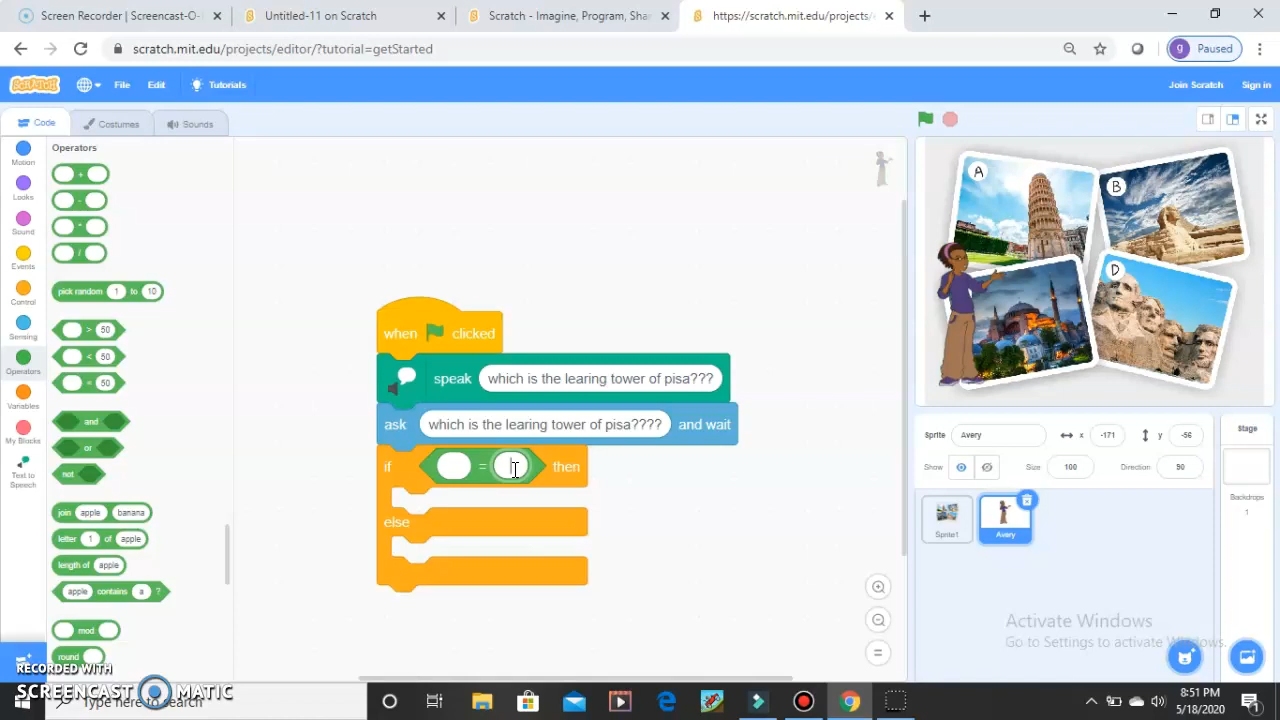 Screen Recorder | Screencast-O-
Untitled-11 on Scratch
Scratch - Imagine, Program, Shar
https://scratch.mit.edu/projects/
scratch.mit.edu/projects/editor/?tutorial=getStarted
g Paused
SCRATCH
File
Edit
Tutorials
Join Scratch
Sign in
Code
Costumes
Sounds
Motion
Looks
Sound
Events
Control
Sensing
Operators
Variables
My Blocks
Text to Speech
Operators
+
-
*
/
pick random 1 to 10
> 50
< 50
= 50
and
or
not
join apple banana
letter 1 of apple
length of apple
apple contains a ?
mod
round
when clicked
speak which is the learing tower of pisa???
ask which is the learing tower of pisa???? and wait
if = then
else
A
B
D
Sprite Avery
x -171
y -56
Show
Size 100
Direction 90
Sprite1
Avery
Stage
Backdrops
1
Activate Windows
Go to Settings to activate Windows.
RECORDED WITH
SCREENCAST MATIC
here to search
8:51 PM
5/18/2020
1